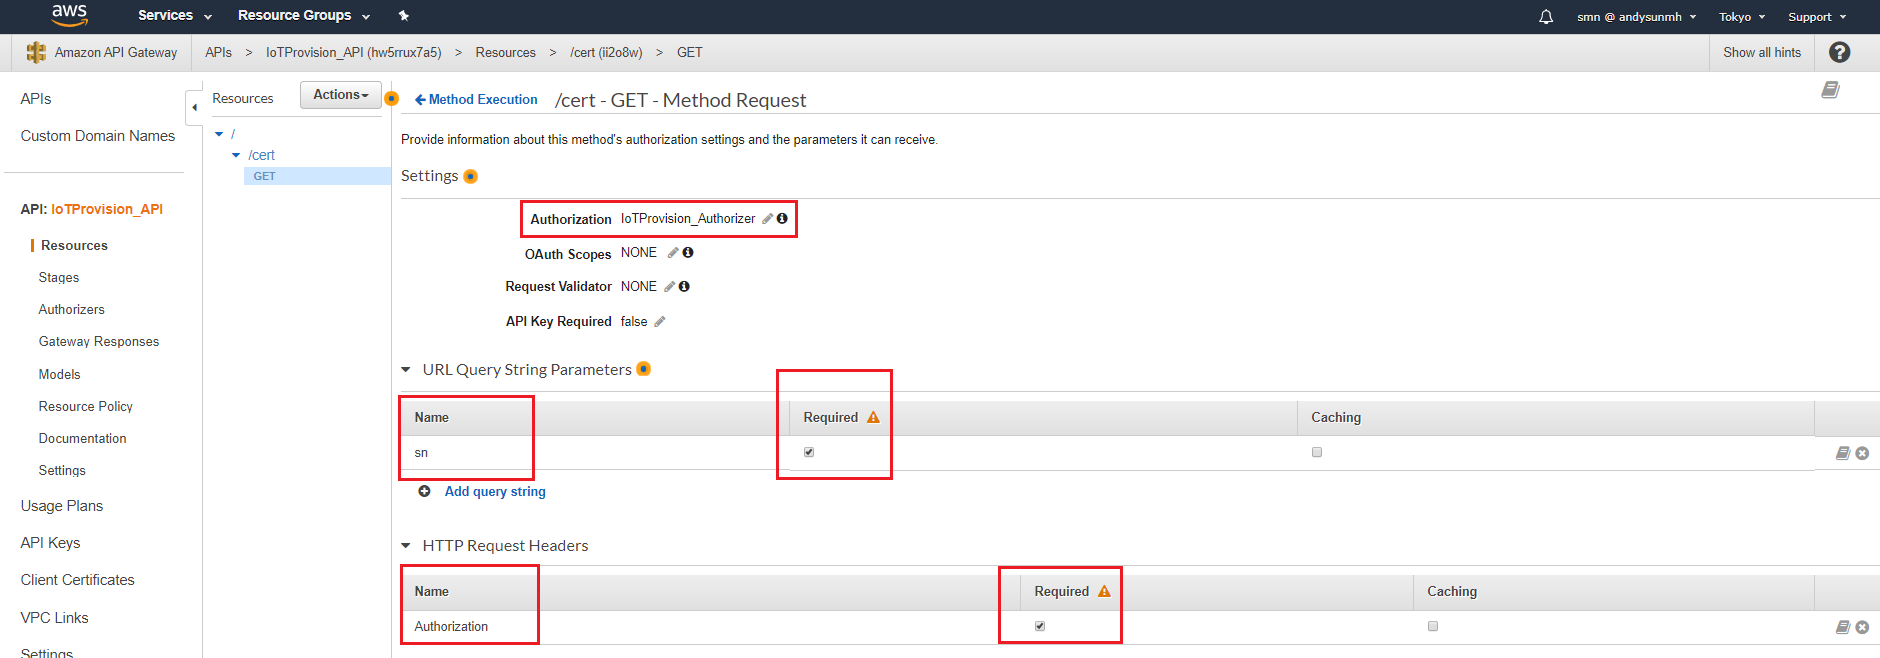 aws Services Resource Groups smn @ andysunmh Tokyo Support
Amazon API Gateway APIs > IoTProvision_API (hw5rrux7a5) > Resources > /cert (ii2o8w) > GET Show all hints ?
APIs
Custom Domain Names
API: IoTProvision_API
Resources
Stages
Authorizers
Gateway Responses
Models
Resource Policy
Documentation
Settings
Usage Plans
API Keys
Client Certificates
VPC Links
Settings
Resources Actions
/
/cert
GET
Method Execution /cert - GET - Method Request
Provide information about this method's authorization settings and the parameters it can receive.
Settings
Authorization IoTProvision_Authorizer
OAuth Scopes NONE
Request Validator NONE
API Key Required false
URL Query String Parameters
Name Required Caching
sn
Add query string
HTTP Request Headers
Name Required Caching
Authorization